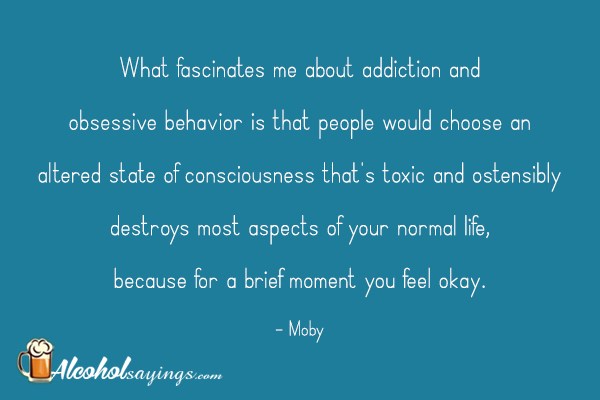 What fascinates me about addiction and
obsessive behavior is that people would choose an
altered state of consciousness that's toxic and ostensibly
destroys most aspects of your normal life,
because for a brief moment you feel okay.
- Moby
Alcoholsayings.com